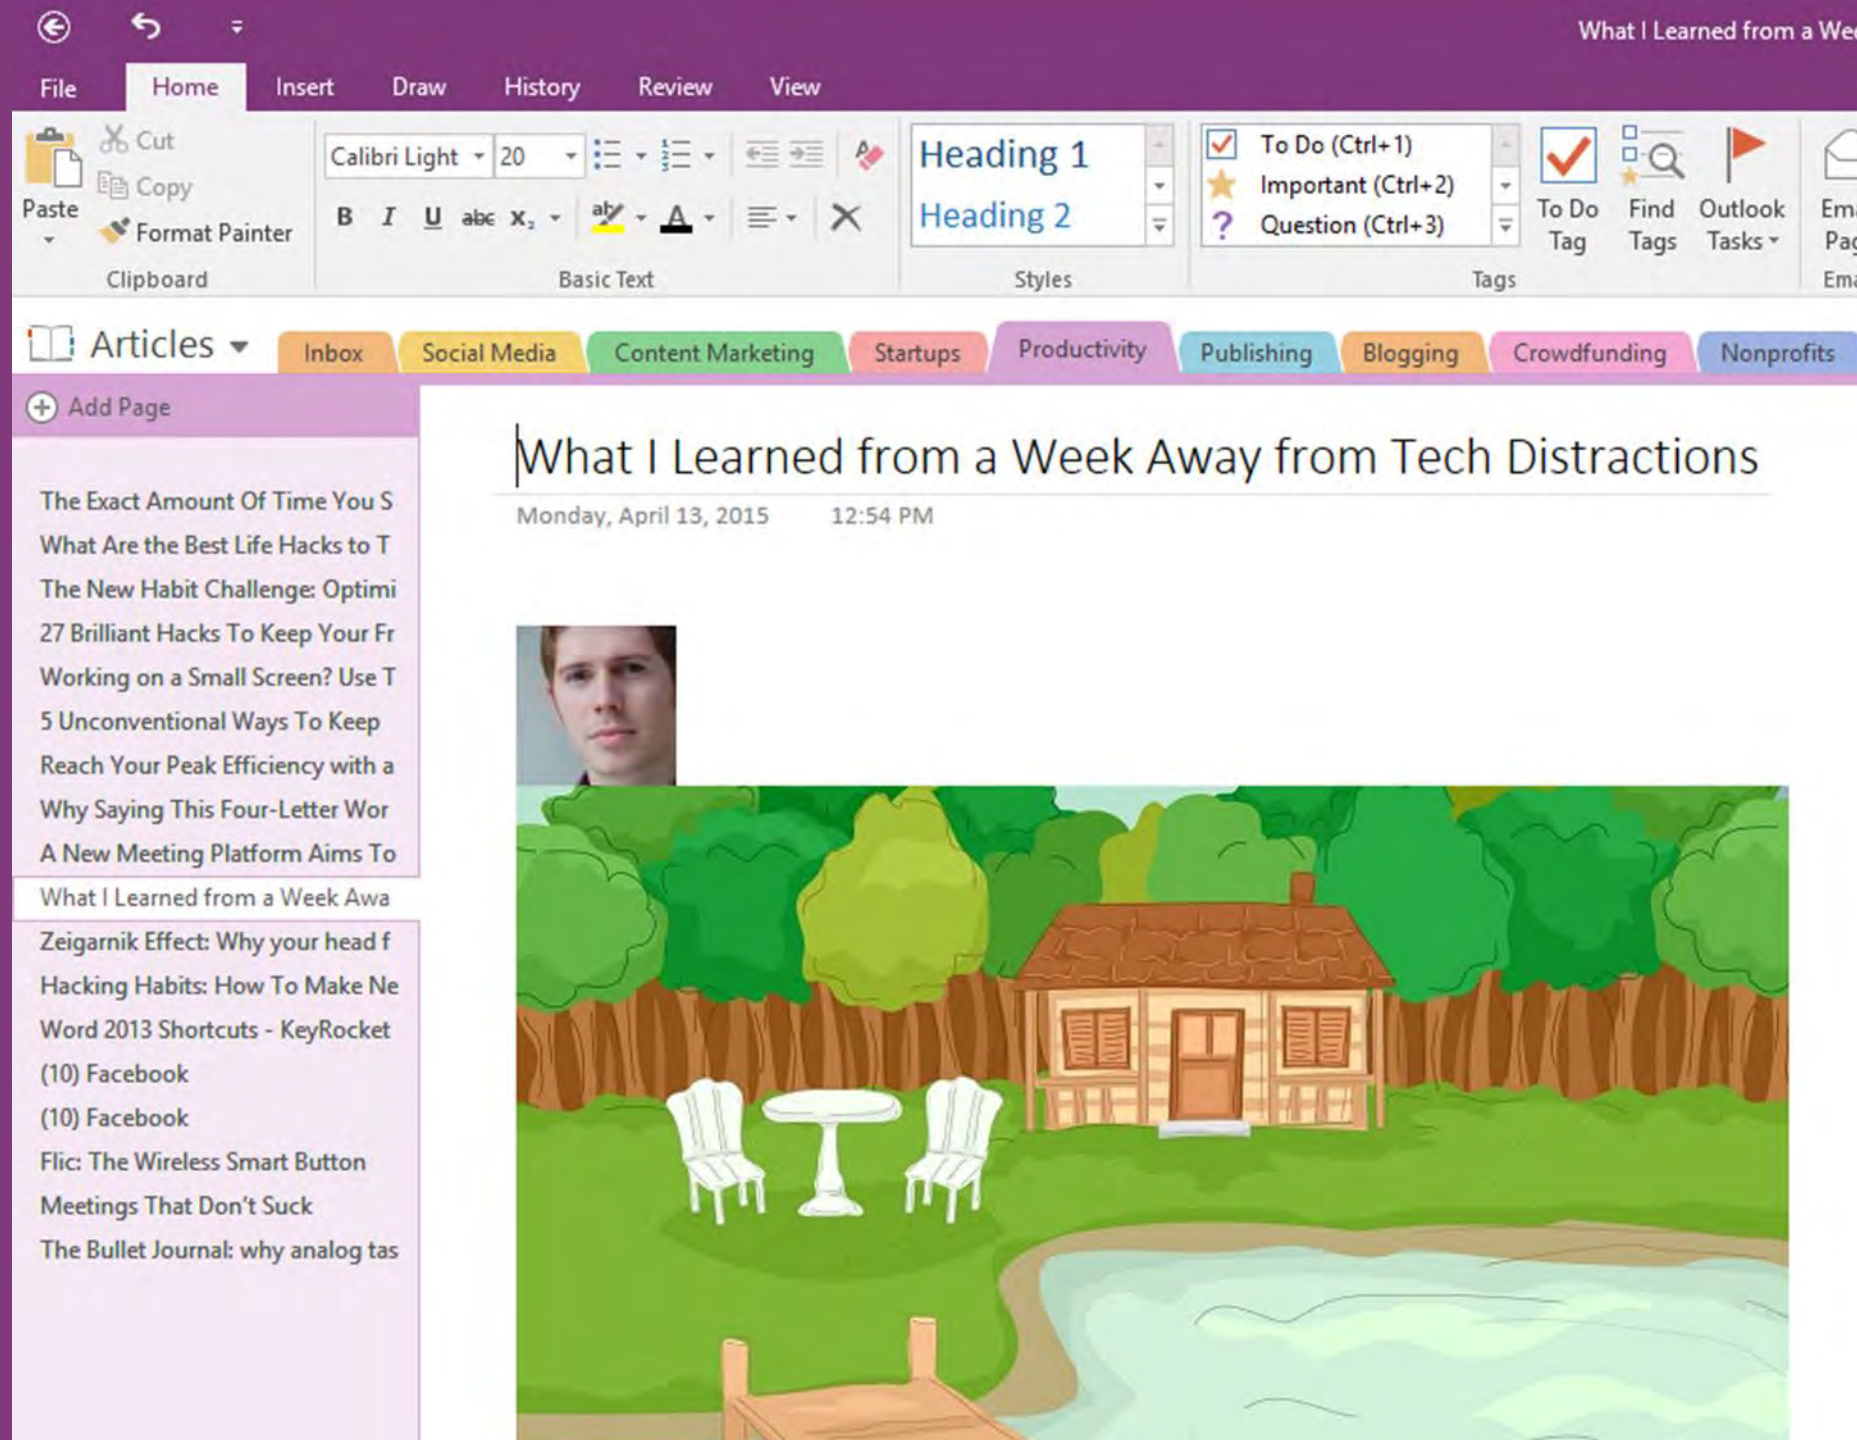 What I Learned from a Wee
File Home Insert Draw History Review View
Paste
Cut
Copy
Format Painter
Clipboard
Calibri Light 20
B I U abc X₂ aby A
Basic Text
Heading 1
Heading 2
Styles
To Do (Ctrl+1)
Important (Ctrl+2)
Question (Ctrl+3)
To Do
Tag
Find
Tags
Outlook
Tasks
Tags
Ema
Pag
Ema
Articles Inbox Social Media Content Marketing Startups Productivity Publishing Blogging Crowdfunding Nonprofits
Add Page
The Exact Amount Of Time You S
What Are the Best Life Hacks to T
The New Habit Challenge: Optimi
27 Brilliant Hacks To Keep Your Fr
Working on a Small Screen? Use T
5 Unconventional Ways To Keep
Reach Your Peak Efficiency with a
Why Saying This Four-Letter Wor
A New Meeting Platform Aims To
What I Learned from a Week Awa
Zeigarnik Effect: Why your head f
Hacking Habits: How To Make Ne
Word 2013 Shortcuts - KeyRocket
(10) Facebook
(10) Facebook
Flic: The Wireless Smart Button
Meetings That Don't Suck
The Bullet Journal: why analog tas
What I Learned from a Week Away from Tech Distractions
Monday, April 13, 2015 12:54 PM